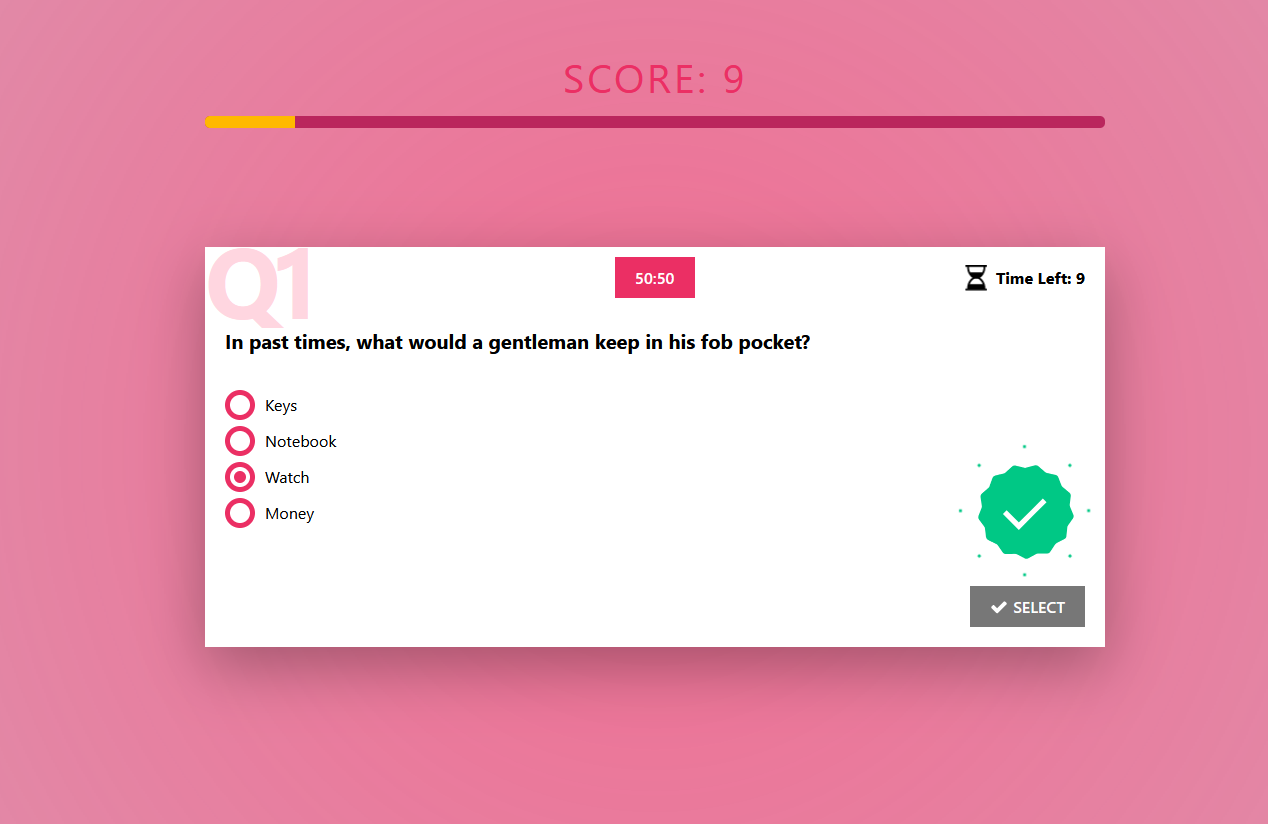 SCORE: 9
Q1
50:50
Time Left: 9
In past times, what would a gentleman keep in his fob pocket?
Keys
Notebook
Watch
Money
SELECT